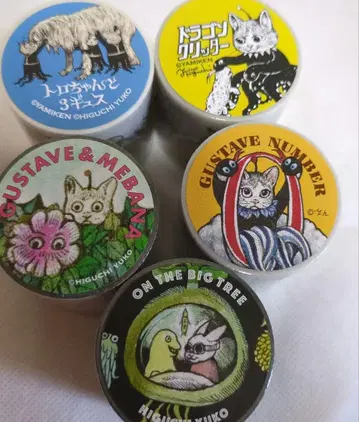 トロちゃんと
3ギュス
©YAMIKEN ©HIGUCHI YUKO
ドラゴン
クリッター
©YAMIKEN
GUSTAVE & MEBANA
©HIGUCHI YUKO
GUSTAVE NUMBER
ON THE BIG TREE
HIGUCHI YUKO